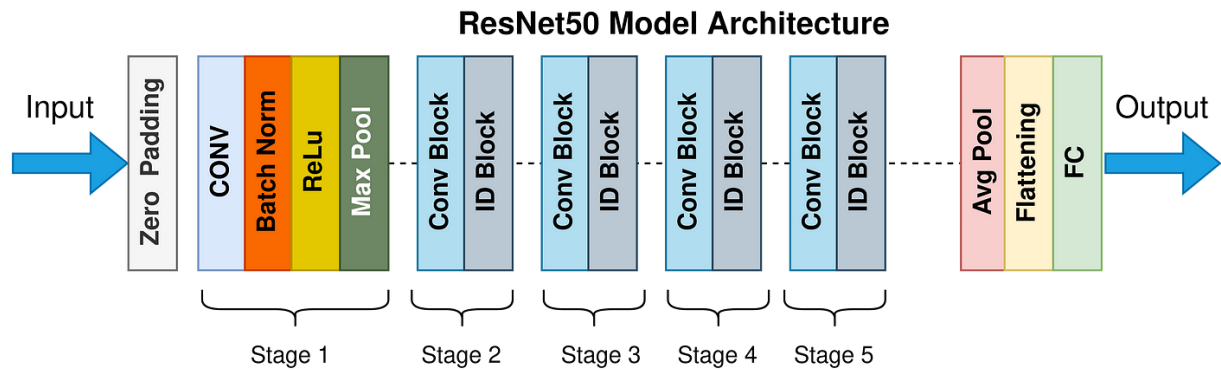 ResNet50 Model Architecture
Input
Zero Padding
CONV
Batch Norm
ReLu
Max Pool
Conv Block
ID Block
Conv Block
ID Block
Conv Block
ID Block
Conv Block
ID Block
Avg Pool
Flattening
FC
Output
Stage 1
Stage 2
Stage 3
Stage 4
Stage 5